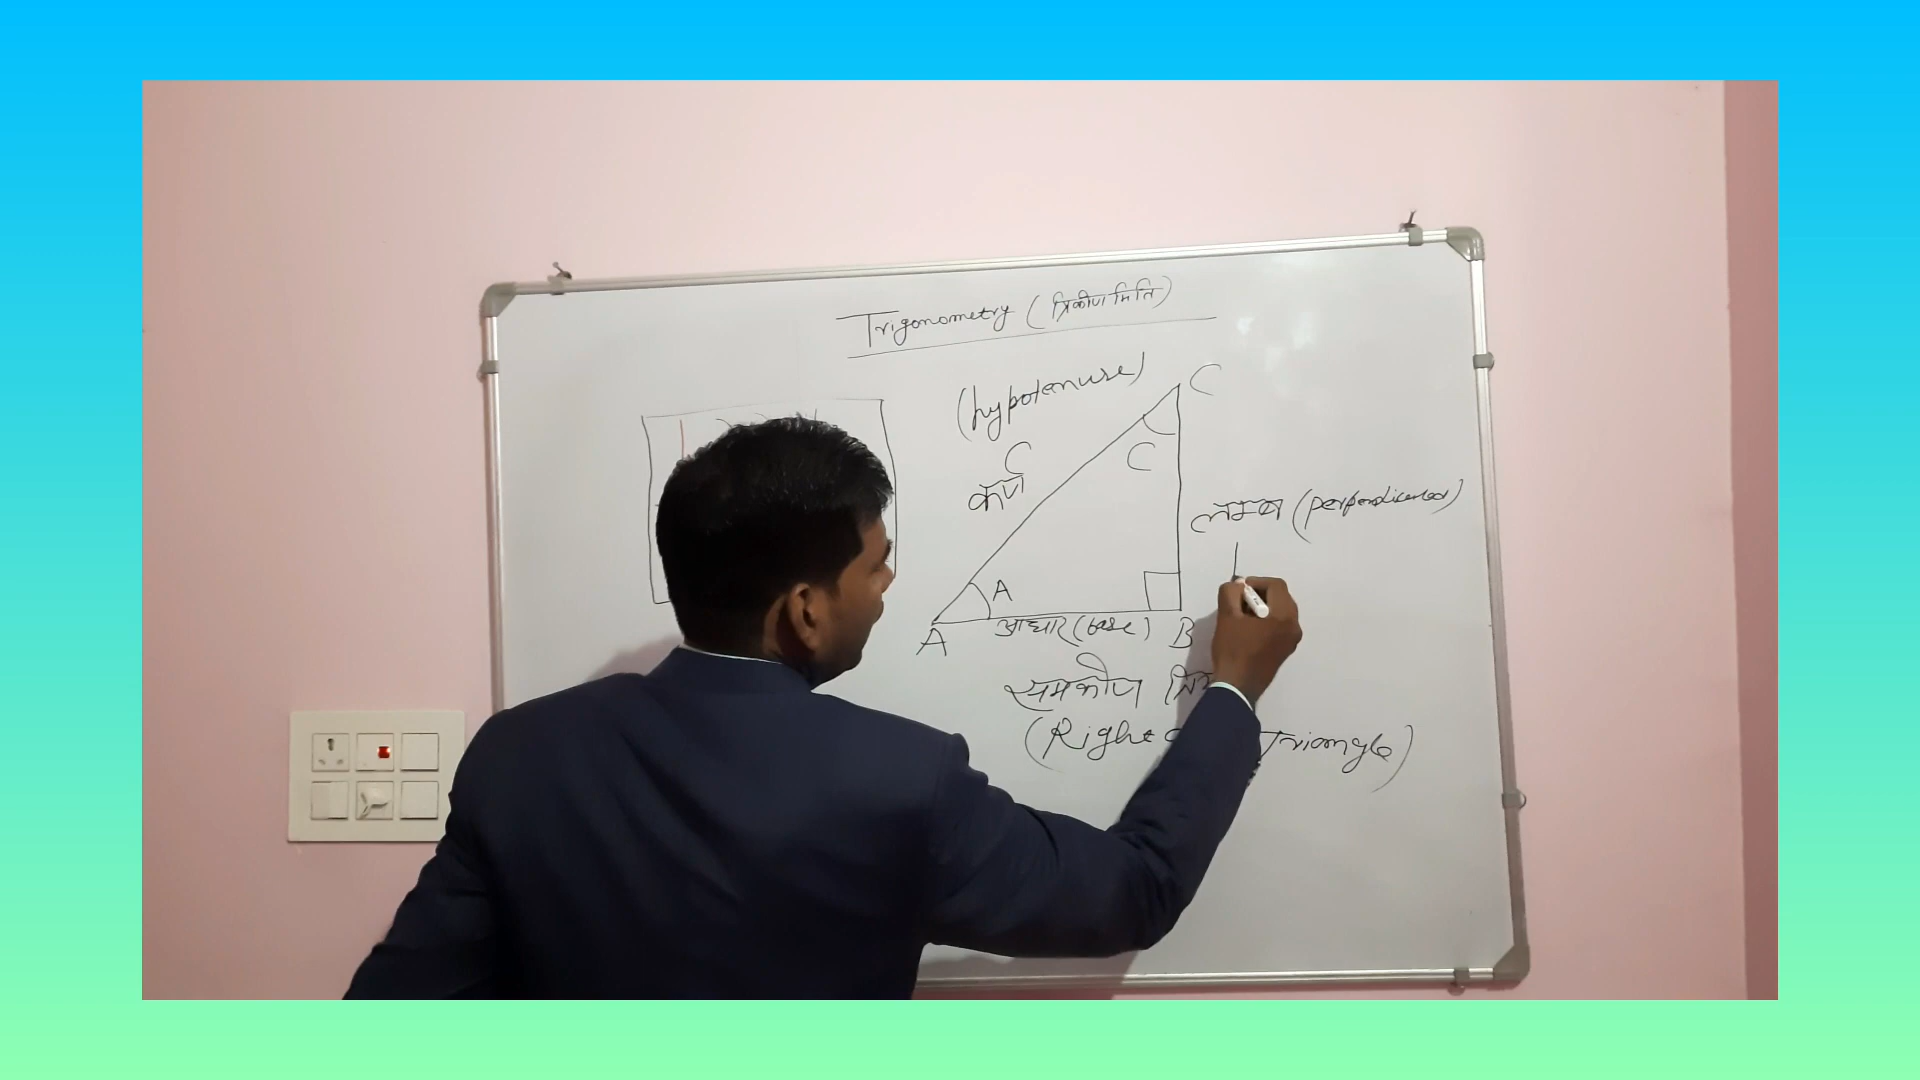 Trigonometry (त्रिकोणमिति)
(hypotenuse)
C
C
कर्ण
C
लम्ब (perpendicular)
A
A
आधार (base)
B
समकोण
(Right Triangle)